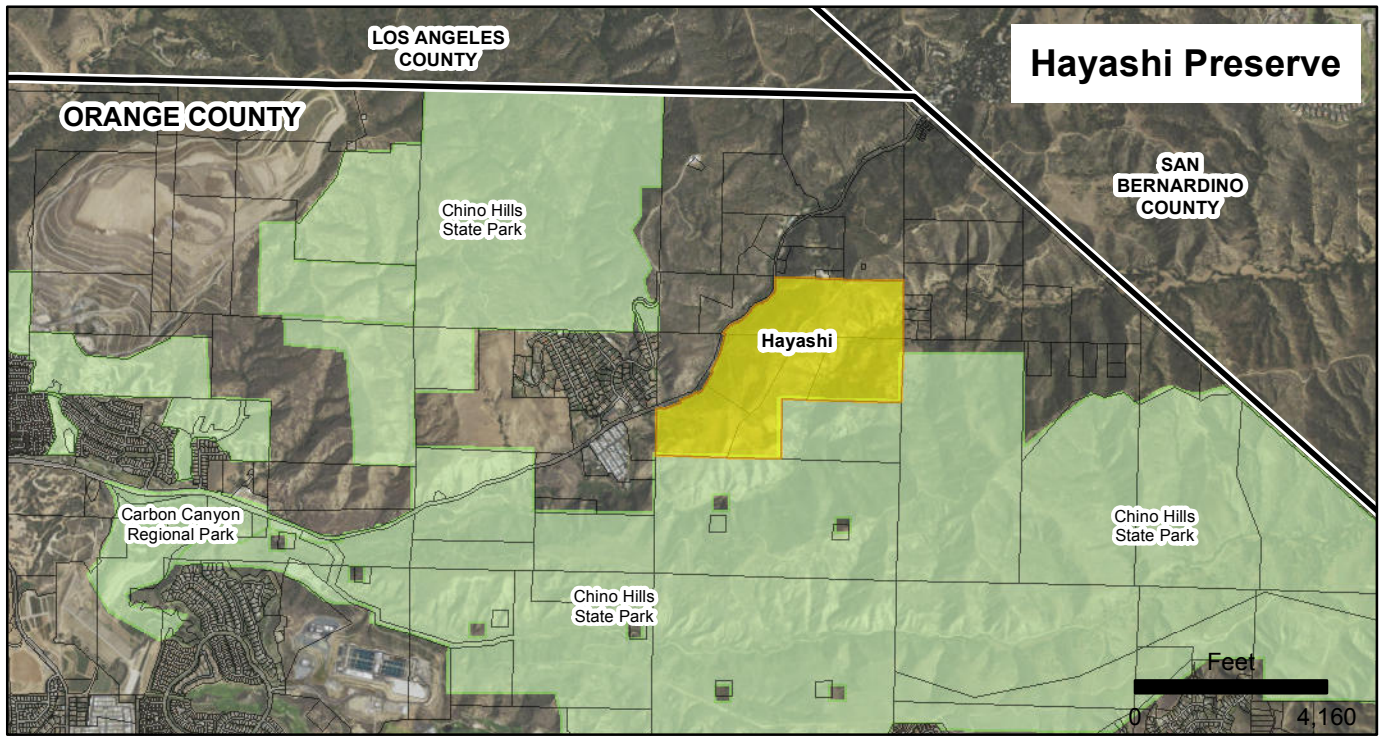 LOS ANGELES
COUNTY
Hayashi Preserve
ORANGE COUNTY
SAN
BERNARDINO
COUNTY
Chino Hills
State Park
Hayashi
Carbon Canyon
Regional Park
Chino Hills
State Park
Chino Hills
State Park
Feet
0 4,160